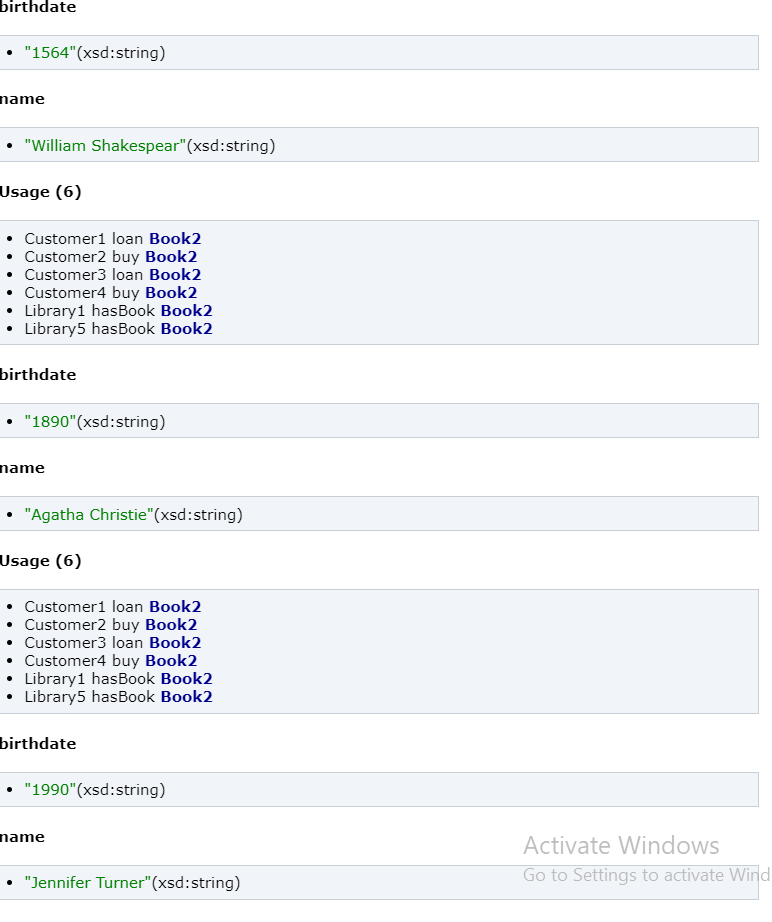 birthdate
• "1564"(xsd:string)
name
• "William Shakespear"(xsd:string)
Usage (6)
• Customer1 loan Book2
• Customer2 buy Book2
• Customer3 loan Book2
• Customer4 buy Book2
• Library1 hasBook Book2
• Library5 hasBook Book2
birthdate
• "1890"(xsd:string)
name
• "Agatha Christie"(xsd:string)
Usage (6)
• Customer1 loan Book2
• Customer2 buy Book2
• Customer3 loan Book2
• Customer4 buy Book2
• Library1 hasBook Book2
• Library5 hasBook Book2
birthdate
• "1990"(xsd:string)
name
• "Jennifer Turner"(xsd:string)
Activate Windows
Go to Settings to activate Wind